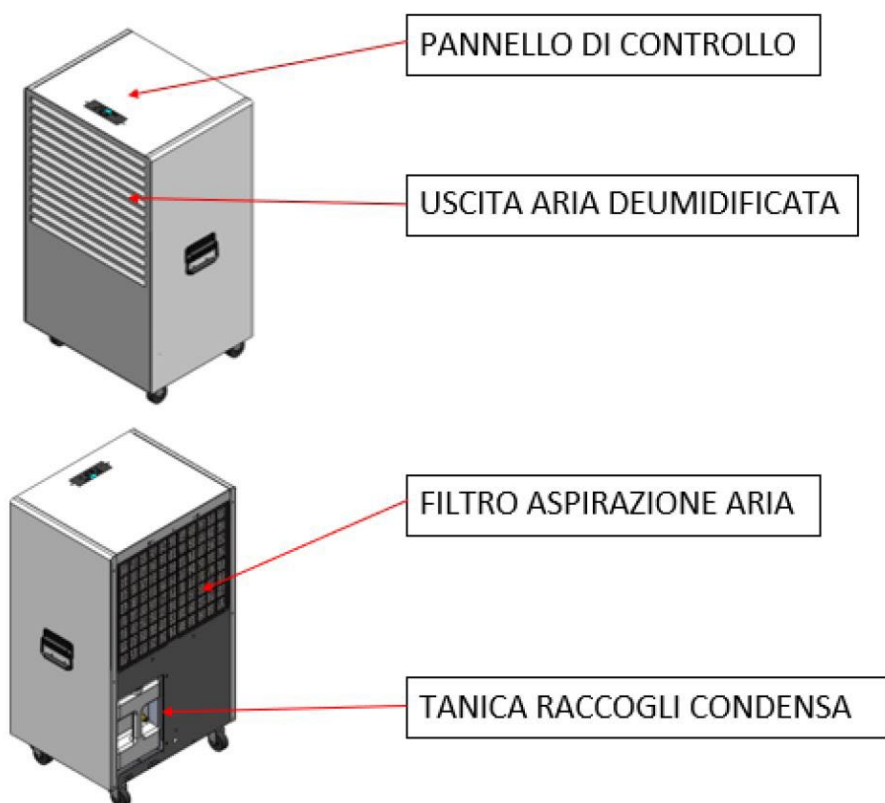 PANNELLO DI CONTROLLO
USCITA ARIA DEUMIDIFICATA
FILTRO ASPIRAZIONE ARIA
TANICA RACCOGLI CONDENSA